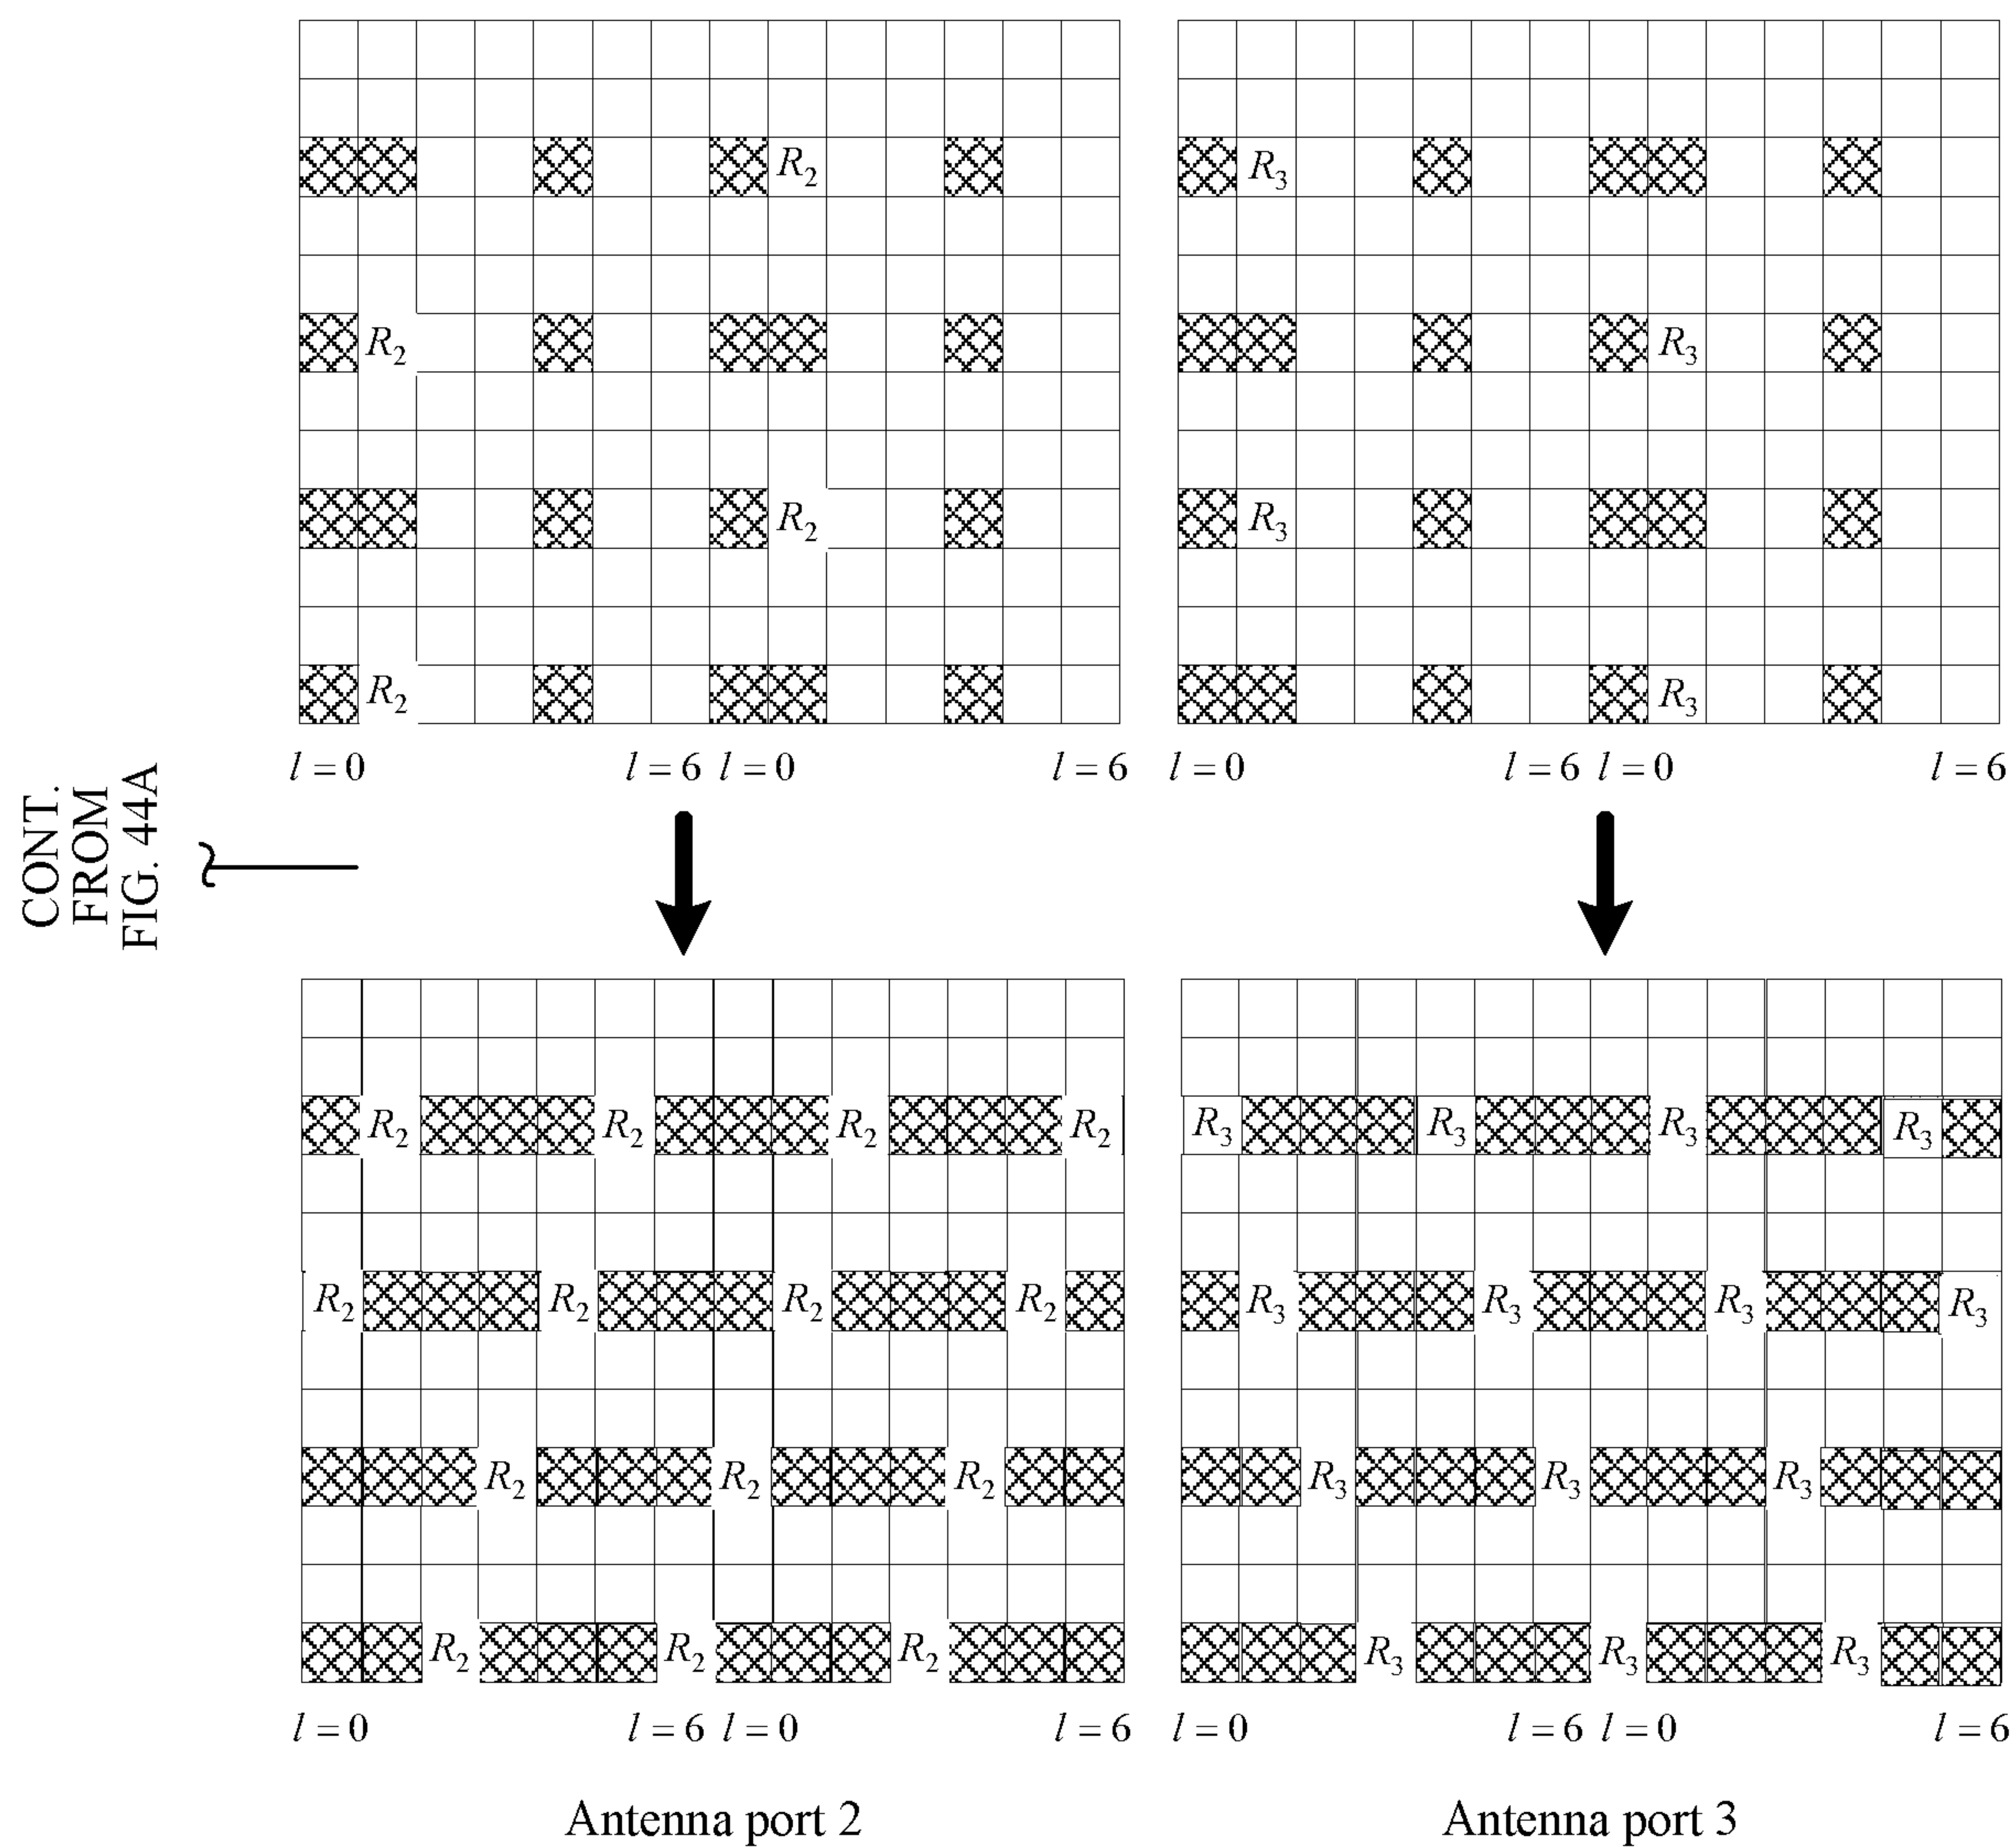 R2 R3
R2 R3
R2 R3
R2 R3
l = 0 l = 6 l = 0 l = 6 l = 0 l = 6 l = 0 l = 6
CONT.
FROM
FIG. 44A
R2 R2 R2 R2 R3 R3 R3 R3
R2 R2 R2 R2 R3 R3 R3 R3
R2 R2 R2 R3 R3 R3
R2 R2 R2 R3 R3 R3
l = 0 l = 6 l = 0 l = 6 l = 0 l = 6 l = 0 l = 6
Antenna port 2 Antenna port 3